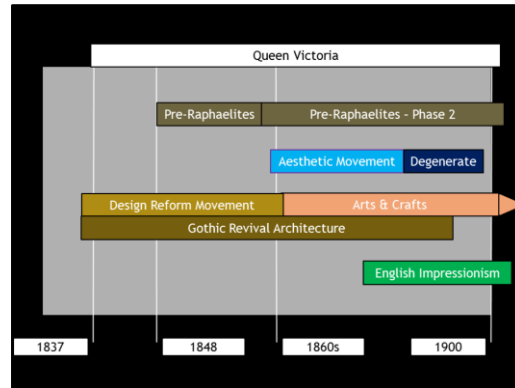 Queen Victoria
Pre-Raphaelites
Pre-Raphaelites - Phase 2
Aesthetic Movement
Degenerate
Design Reform Movement
Arts & Crafts
Gothic Revival Architecture
English Impressionism
1837
1848
1860s
1900